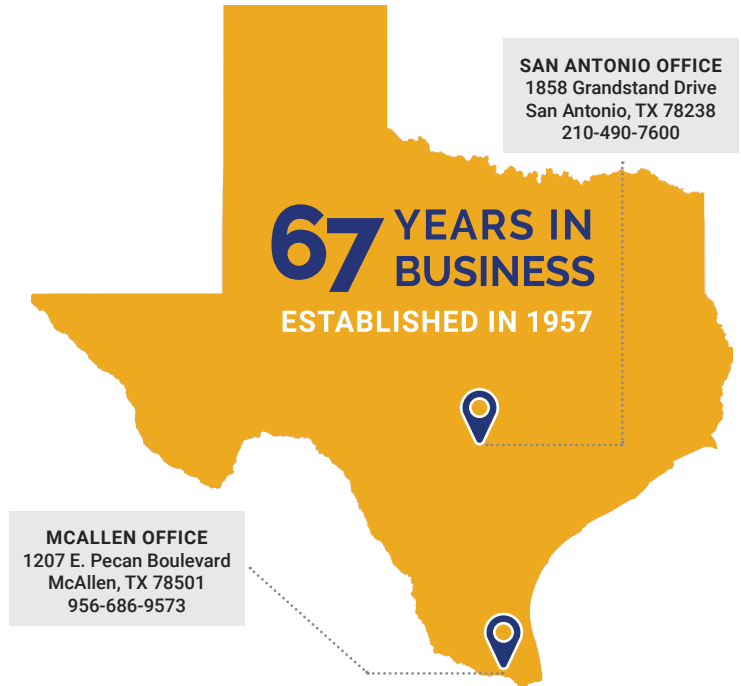 SAN ANTONIO OFFICE
1858 Grandstand Drive
San Antonio, TX 78238
210-490-7600
67 YEARS IN
BUSINESS
ESTABLISHED IN 1957
MCALLEN OFFICE
1207 E. Pecan Boulevard
McAllen, TX 78501
956-686-9573